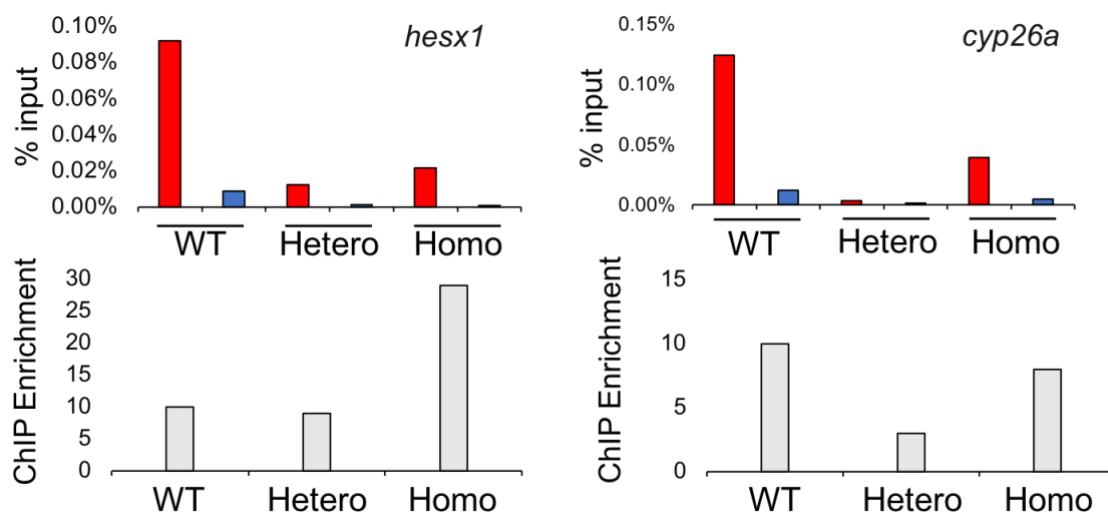 hesx1
% input
0.10%
0.08%
0.06%
0.04%
0.02%
0.00%
WT Hetero Homo
cyp26a
% input
0.15%
0.10%
0.05%
0.00%
WT Hetero Homo
ChIP Enrichment
30
25
20
15
10
5
0
WT Hetero Homo
ChIP Enrichment
15
10
5
0
WT Hetero Homo